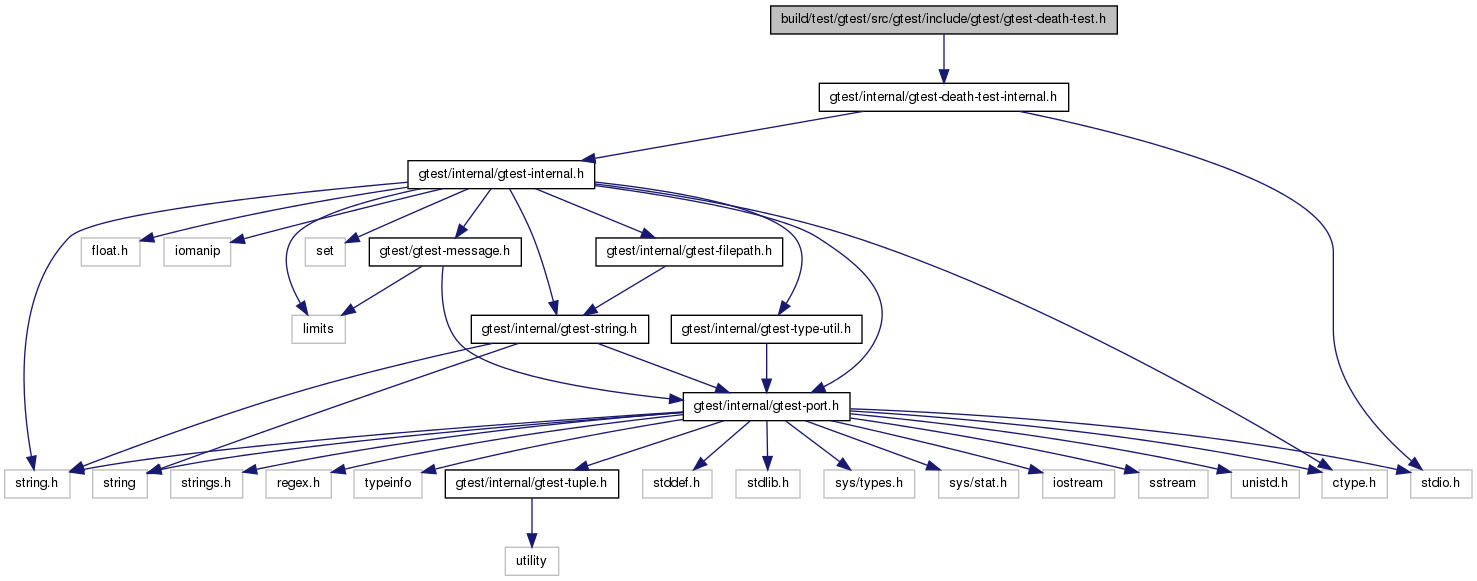 build/test/gtest/src/gtest/include/gtest/gtest-death-test.h
gtest/internal/gtest-death-test-internal.h
gtest/internal/gtest-internal.h
float.h
iomanip
set
gtest/gtest-message.h
gtest/internal/gtest-filepath.h
limits
gtest/internal/gtest-string.h
gtest/internal/gtest-type-util.h
gtest/internal/gtest-port.h
string.h
string
strings.h
regex.h
typeinfo
gtest/internal/gtest-tuple.h
stddef.h
stdlib.h
sys/types.h
sys/stat.h
iostream
sstream
unistd.h
ctype.h
stdio.h
utility